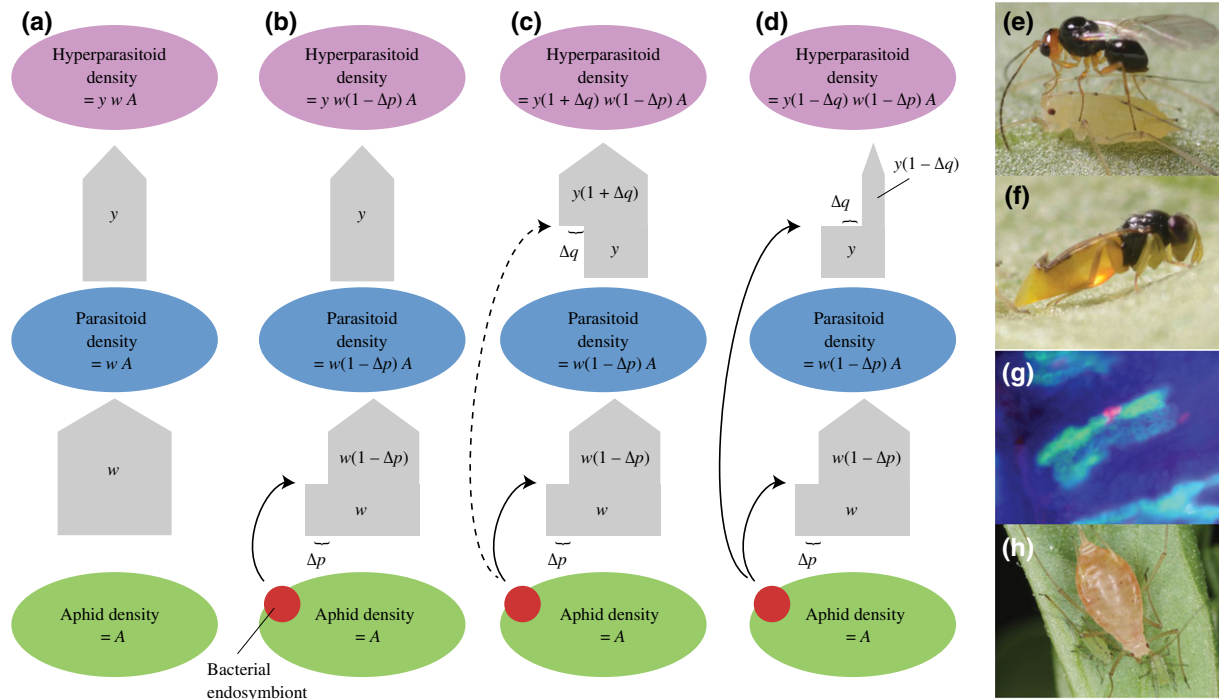 (a)
Hyperparasitoid
density
= y w A
y
Parasitoid
density
= w A
w
Aphid density
= A
(b)
Hyperparasitoid
density
= y w(1 – Δp) A
y
Parasitoid
density
= w(1 – Δp) A
w(1 – Δp)
w
Δp
Aphid density
= A
Bacterial
endosymbiont
(c)
Hyperparasitoid
density
= y(1 + Δq) w(1 – Δp) A
y(1 + Δq)
Δq
y
Parasitoid
density
= w(1 – Δp) A
w(1 – Δp)
w
Δp
Aphid density
= A
(d)
Hyperparasitoid
density
= y(1 – Δq) w(1 – Δp) A
y(1 – Δq)
Δq
y
Parasitoid
density
= w(1 – Δp) A
w(1 – Δp)
w
Δp
Aphid density
= A
(e)
(f)
(g)
(h)